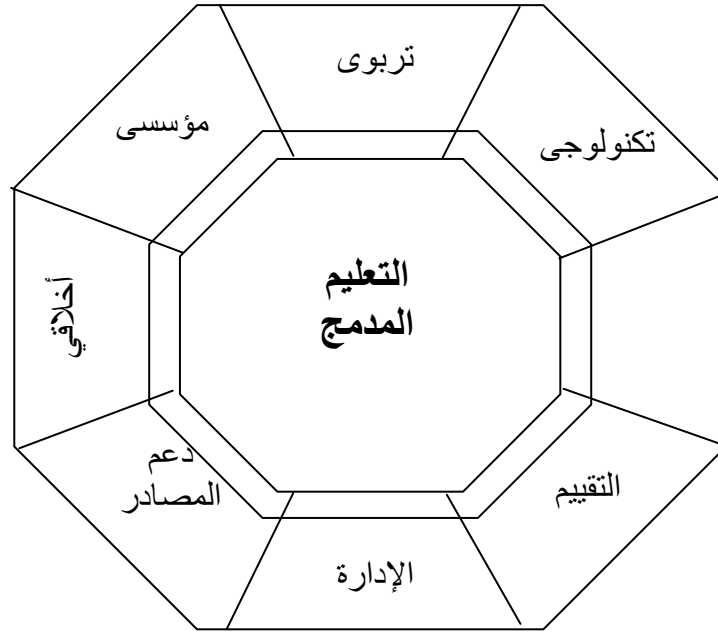 تربوى
مؤسسى
تكنولوجى
أخلاقي
التعليم
المدمج
دعم
المصادر
التقييم
الإدارة